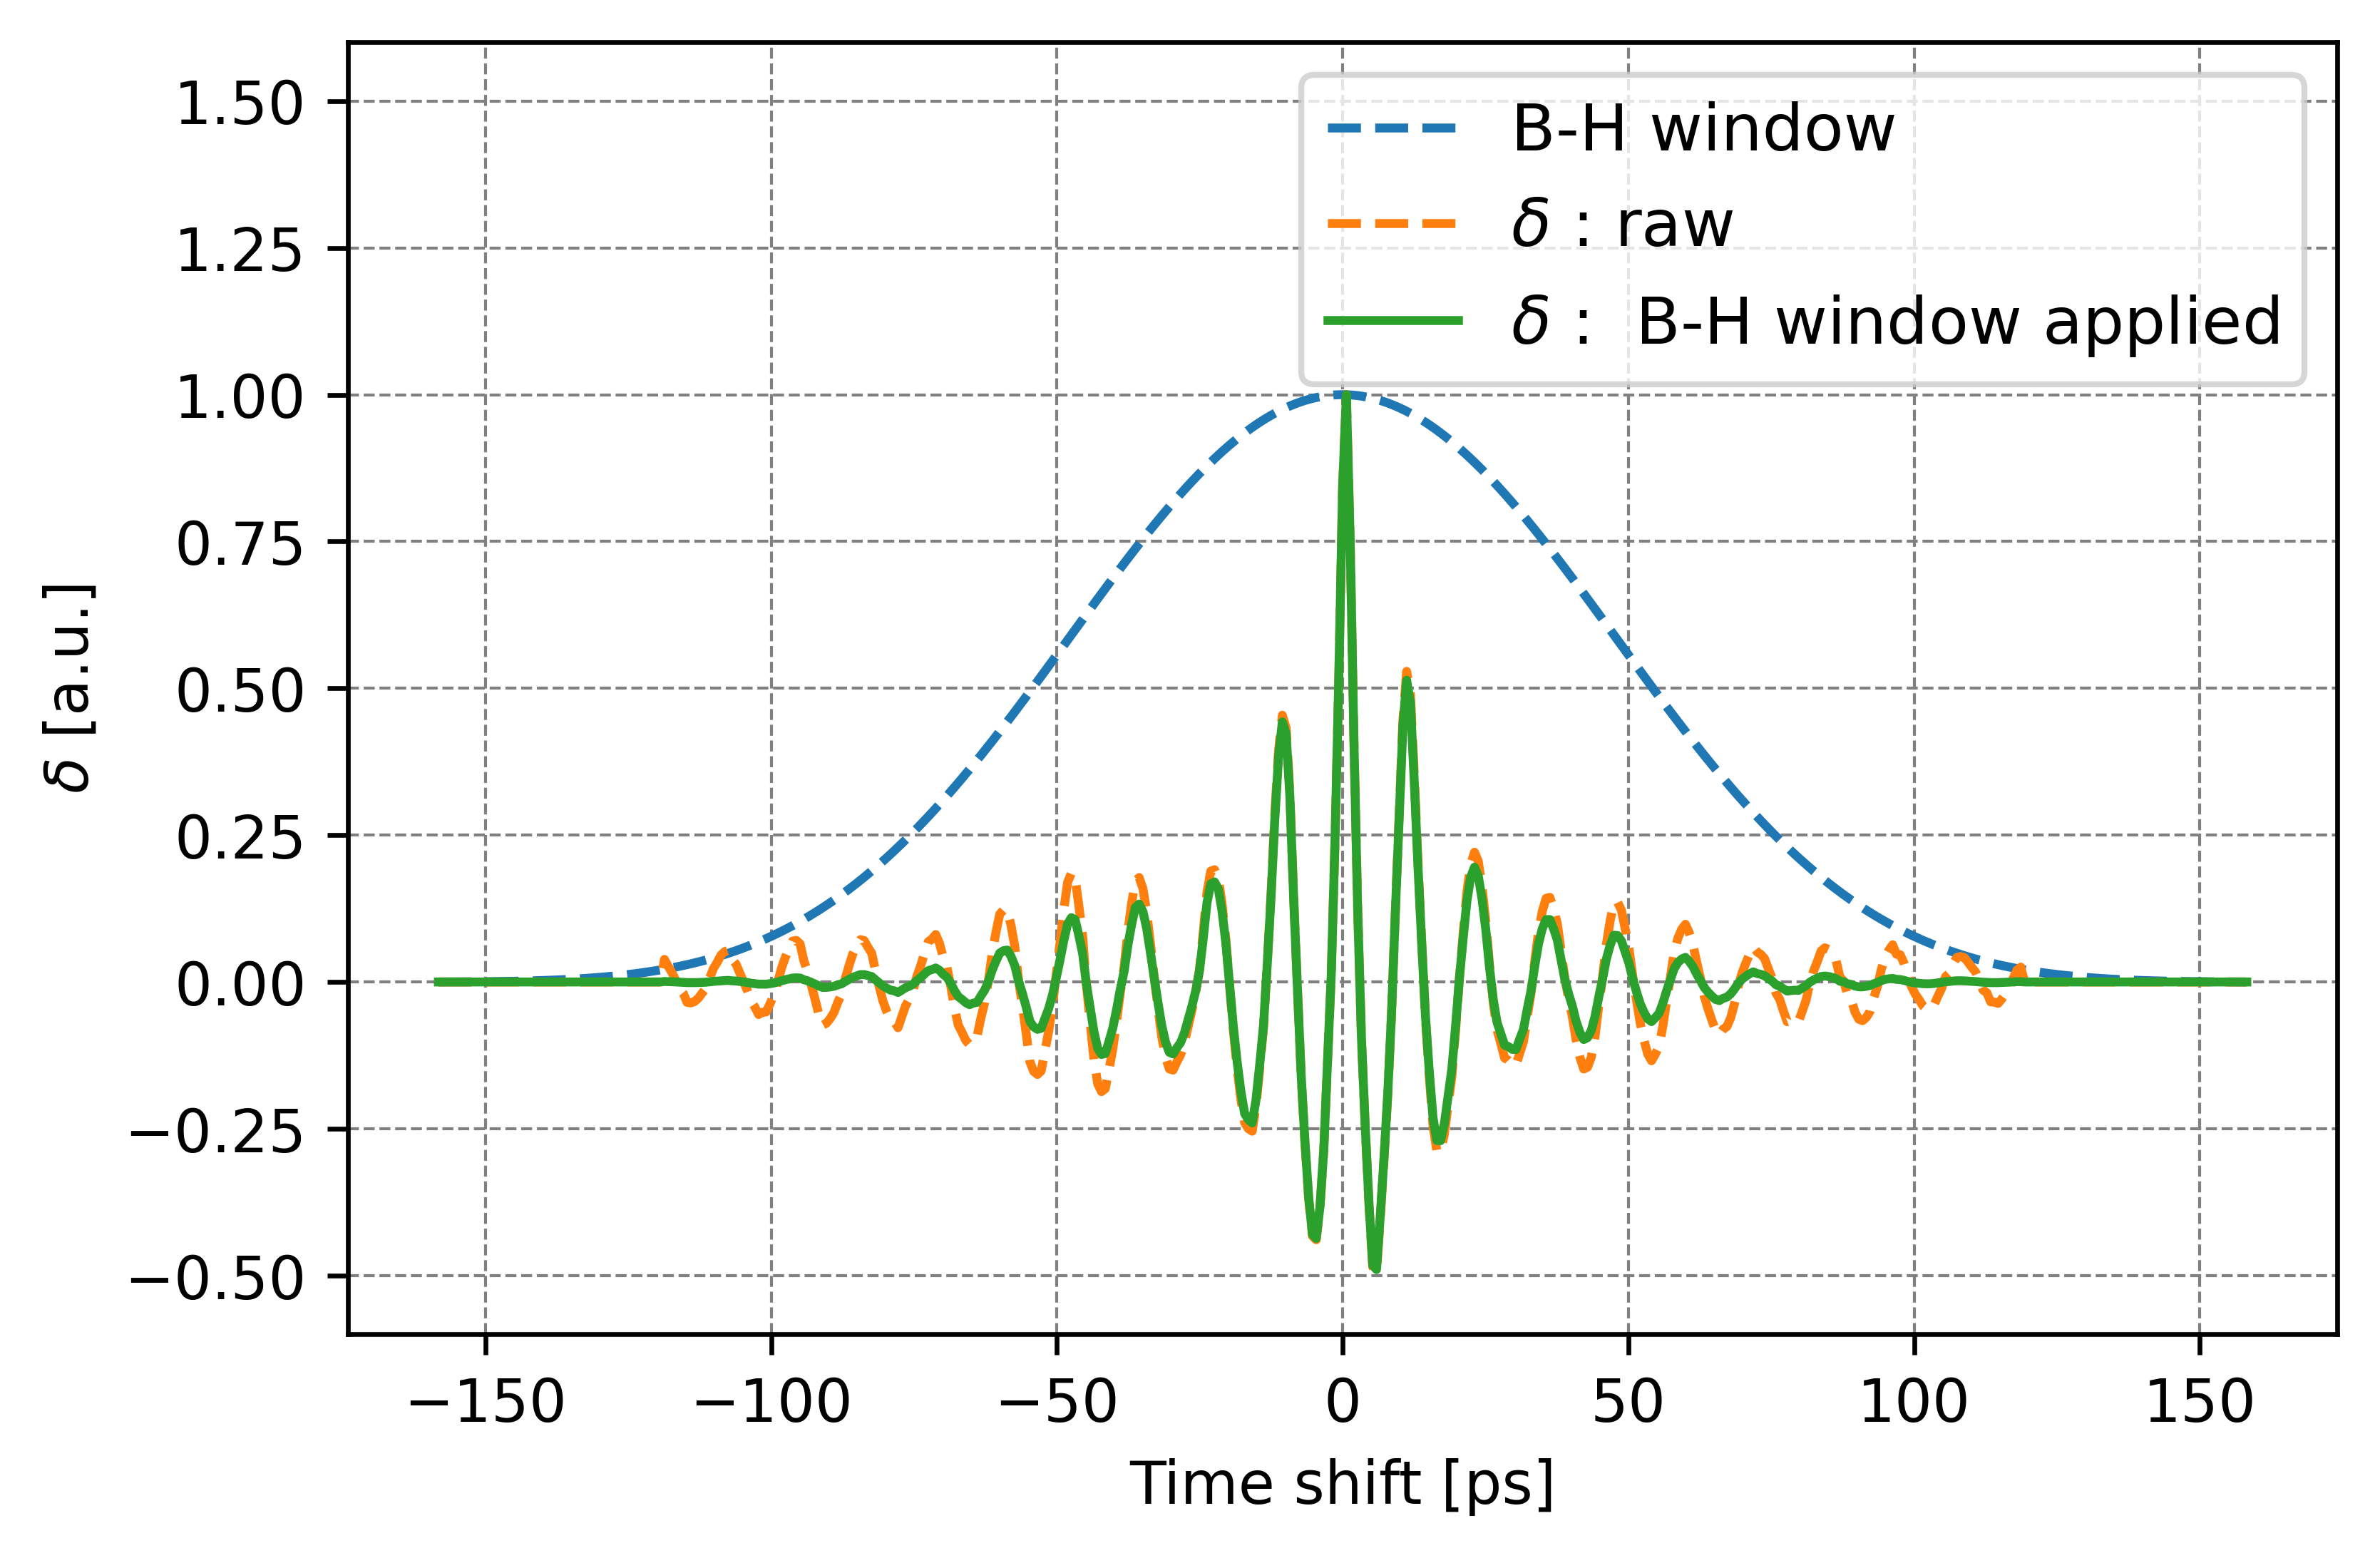 B-H window
δ : raw
δ : B-H window applied
1.50
1.25
1.00
0.75
0.50
0.25
0.00
−0.25
−0.50
δ [a.u.]
−150 −100 −50 0 50 100 150
Time shift [ps]